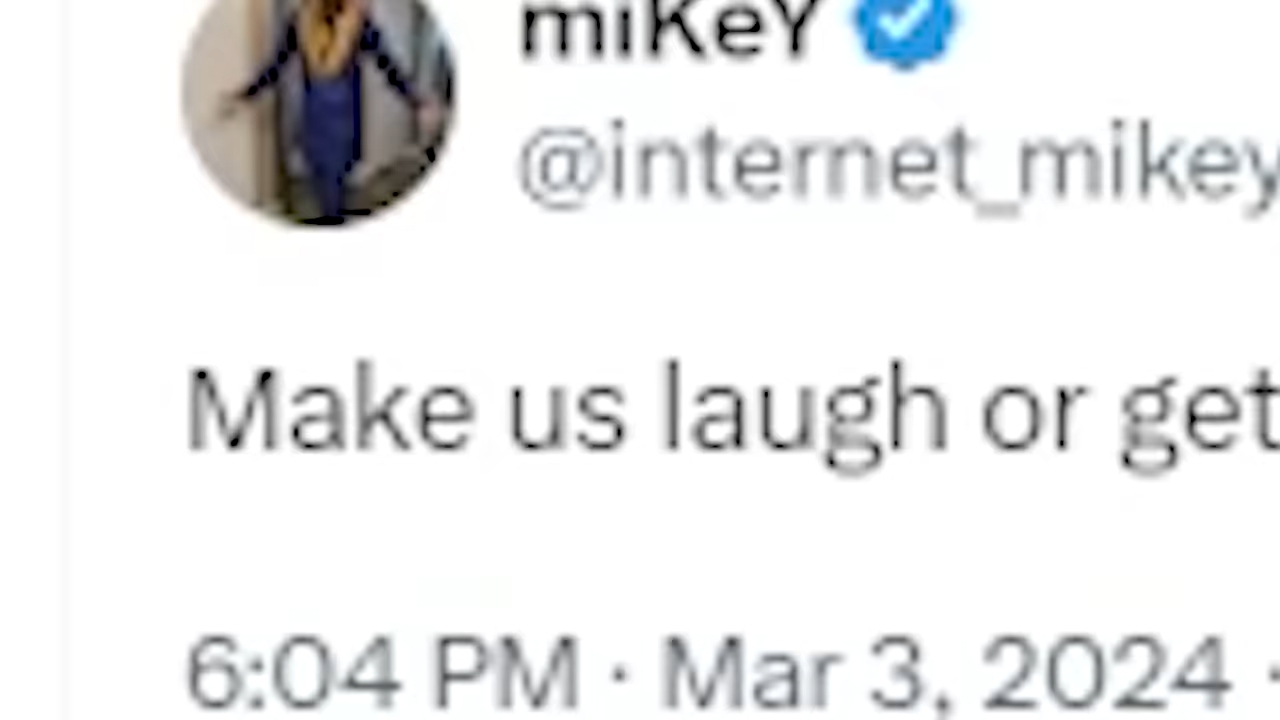 miKeY
@internet_mikey
Make us laugh or get
6:04 PM · Mar 3, 2024 ·